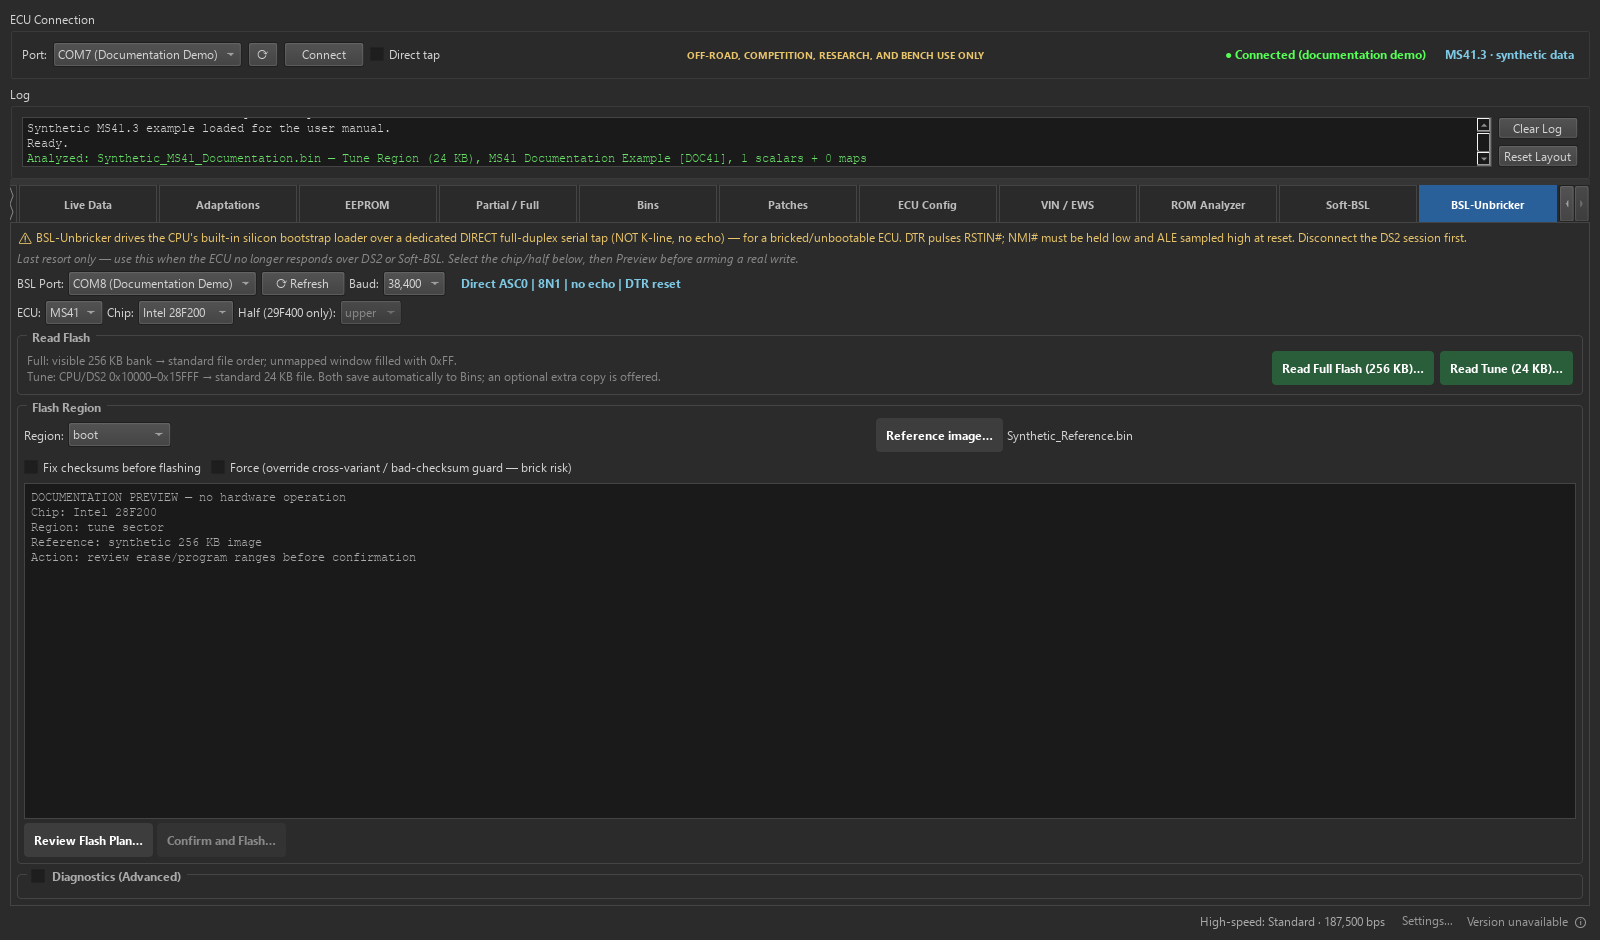 ECU Connection
Port: COM7 (Documentation Demo) Connect Direct tap OFF-ROAD, COMPETITION, RESEARCH, AND BENCH USE ONLY ● Connected (documentation demo) MS41.3 · synthetic data
Log
Synthetic MS41.3 example loaded for the user manual.
Ready.
Analyzed: Synthetic_MS41_Documentation.bin — Tune Region (24 KB), MS41 Documentation Example [DOC41], 1 scalars + 0 maps
Clear Log
Reset Layout
Live Data Adaptations EEPROM Partial / Full Bins Patches ECU Config VIN / EWS ROM Analyzer Soft-BSL BSL-Unbricker
⚠ BSL-Unbricker drives the CPU's built-in silicon bootstrap loader over a dedicated DIRECT full-duplex serial tap (NOT K-line, no echo) — for a bricked/unbootable ECU. DTR pulses RSTIN#; NMI# must be held low and ALE sampled high at reset. Disconnect the DS2 session first.
Last resort only — use this when the ECU no longer responds over DS2 or Soft-BSL. Select the chip/half below, then Preview before arming a real write.
BSL Port: COM8 (Documentation Demo) ⟳ Refresh Baud: 38,400 Direct ASC0 | 8N1 | no echo | DTR reset
ECU: MS41 Chip: Intel 28F200 Half (29F400 only): upper
Read Flash
Full: visible 256 KB bank → standard file order; unmapped window filled with 0xFF.
Tune: CPU/DS2 0x10000–0x15FFF → standard 24 KB file. Both save automatically to Bins; an optional extra copy is offered.
Read Full Flash (256 KB)... Read Tune (24 KB)...
Flash Region
Region: boot Reference image... Synthetic_Reference.bin
Fix checksums before flashing Force (override cross-variant / bad-checksum guard — brick risk)
DOCUMENTATION PREVIEW — no hardware operation
Chip: Intel 28F200
Region: tune sector
Reference: synthetic 256 KB image
Action: review erase/program ranges before confirmation
Review Flash Plan... Confirm and Flash...
Diagnostics (Advanced)
High-speed: Standard · 187,500 bps Settings... Version unavailable ⓘ